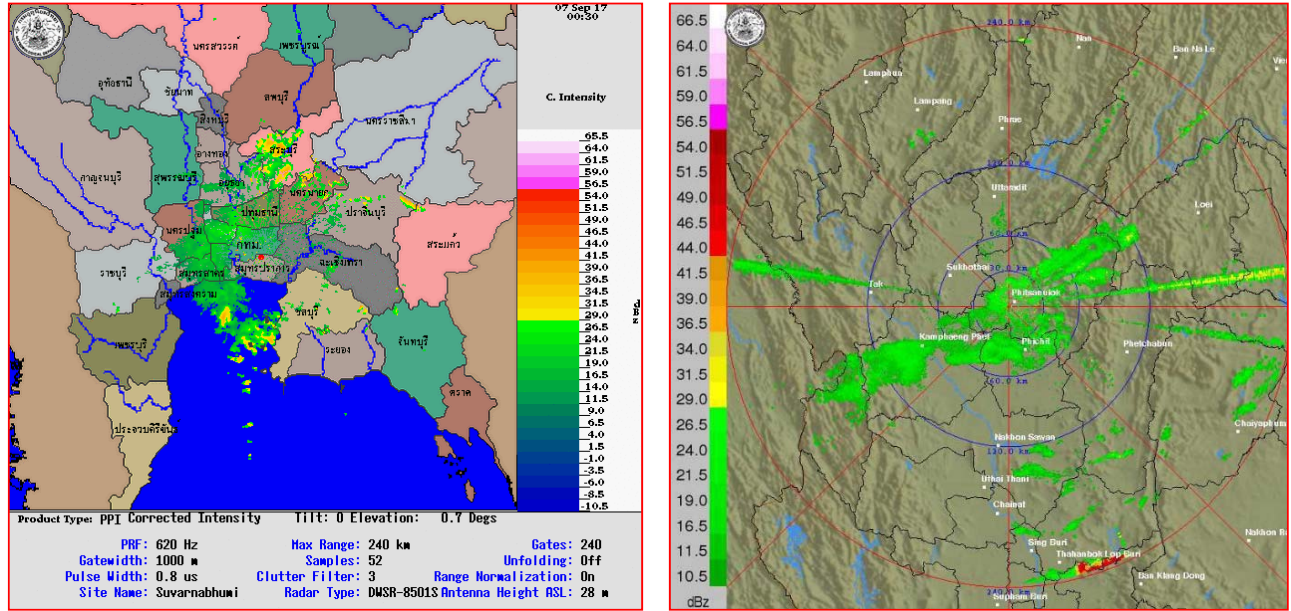 07 Sep 17
00:30
C. Intensity
65.5
64.0
61.5
59.0
56.5
54.0
51.5
49.0
46.5
44.0
41.5
39.0
36.5
34.0
31.5
29.0
26.5
24.0
21.5
19.0
16.5
14.0
11.5
9.0
6.5
4.0
1.5
-1.0
-3.5
-6.0
-8.5
-10.5
นครสวรรค์
เพชรบูรณ์
อุทัยธานี
ชัยนาท
ลพบุรี
สิงห์บุรี
นครราชสีมา
อ่างทอง
สระบุรี
กาญจนบุรี
สุพรรณบุรี
อยุธยา
นครนายก
ปทุมธานี
ปราจีนบุรี
นครปฐม
กทม.
สระแก้ว
ราชบุรี
สมุทรสาคร
สมุทรปราการ
ฉะเชิงเทรา
สมุทรสงคราม
ชลบุรี
เพชรบุรี
ระยอง
จันทบุรี
ตราด
ประจวบคีรีขันธ์
Product Type: PPI Corrected Intensity Tilt: 0 Elevation: 0.7 Degs
PRF: 620 Hz Max Range: 240 km Gates: 240
Gatewidth: 1000 m Samples: 52 Unfolding: Off
Pulse Width: 0.8 us Clutter Filter: 3 Range Normalization: On
Site Name: Suvarnabhumi Radar Type: DWSR-8501S Antenna Height ASL: 28 m
66.5
64.0
61.5
59.0
56.5
54.0
51.5
49.0
46.5
44.0
41.5
39.0
36.5
34.0
31.5
29.0
26.5
24.0
21.5
19.0
16.5
14.0
11.5
10.5
dBz
240.0 km
Nan
Ban Na Le
Lamphun
Lampang
Phrae
120.0 km
Uttaradit
Loei
60.0 km
Sukhothai
Tak
Phitsanulok
Kamphaeng Phet
Phichit
Phetchabun
60.0 km
Chaiyaphum
Nakhon Sawan
120.0 km
Uthai Thani
Chainat
Sing Buri
Thahanbok Lop Buri
Ban Klang Dong
240.0 km
Suphan Buri